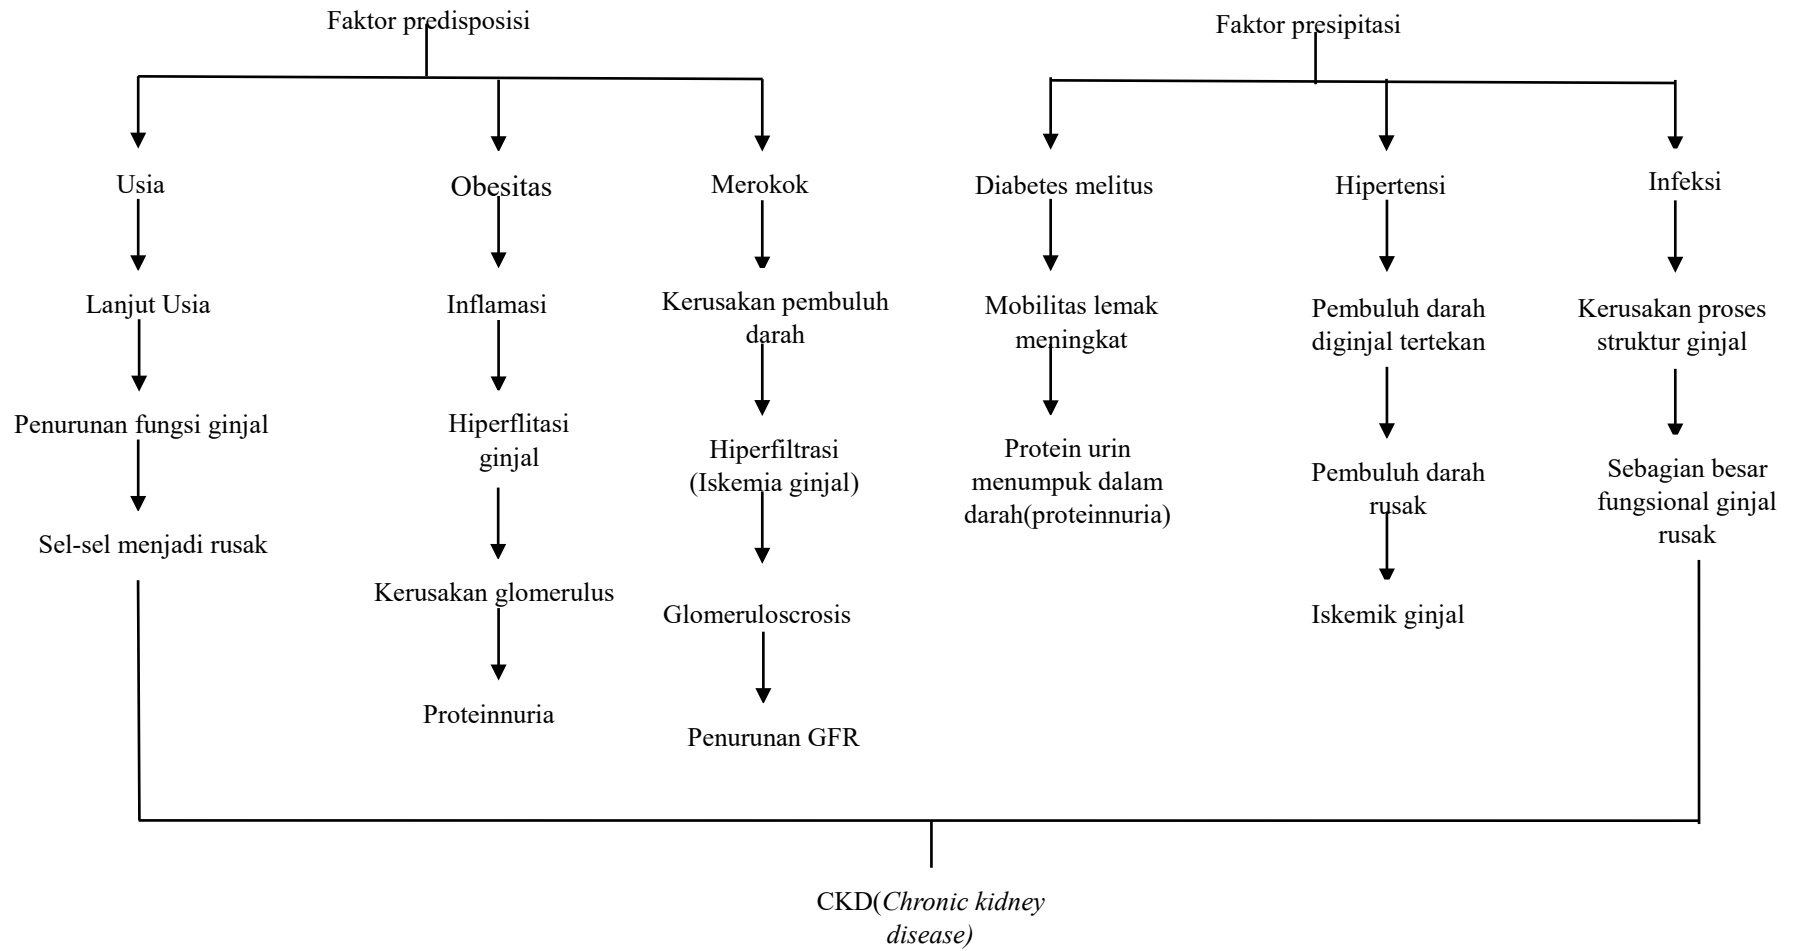 Faktor predisposisi
Faktor presipitasi
Usia
Obesitas
Merokok
Diabetes melitus
Hipertensi
Infeksi
Lanjut Usia
Inflamasi
Kerusakan pembuluh
darah
Mobilitas lemak
meningkat
Pembuluh darah
diginjal tertekan
Kerusakan proses
struktur ginjal
Penurunan fungsi ginjal
Hiperflitasi
ginjal
Hiperfiltrasi
(Iskemia ginjal)
Protein urin
menumpuk dalam
darah(proteinnuria)
Pembuluh darah
rusak
Sebagian besar
fungsional ginjal
rusak
Sel-sel menjadi rusak
Kerusakan glomerulus
Glomeruloscrosis
Iskemik ginjal
Proteinnuria
Penurunan GFR
CKD(Chronic kidney
disease)